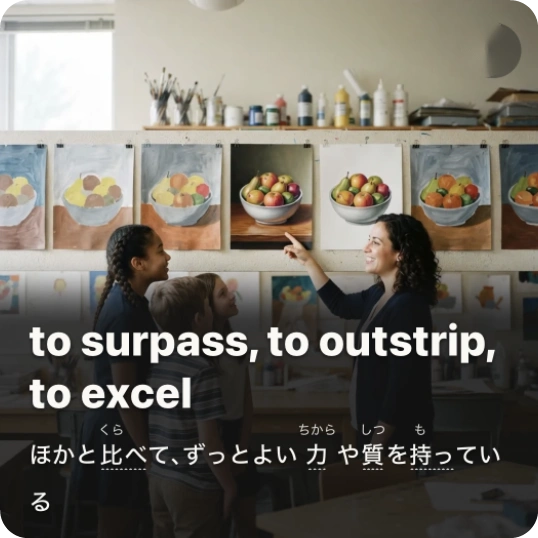 to surpass, to outstrip,
to excel
くら ちから しつ も
ほかと比べて、ずっとよい力や質を持ってい
る